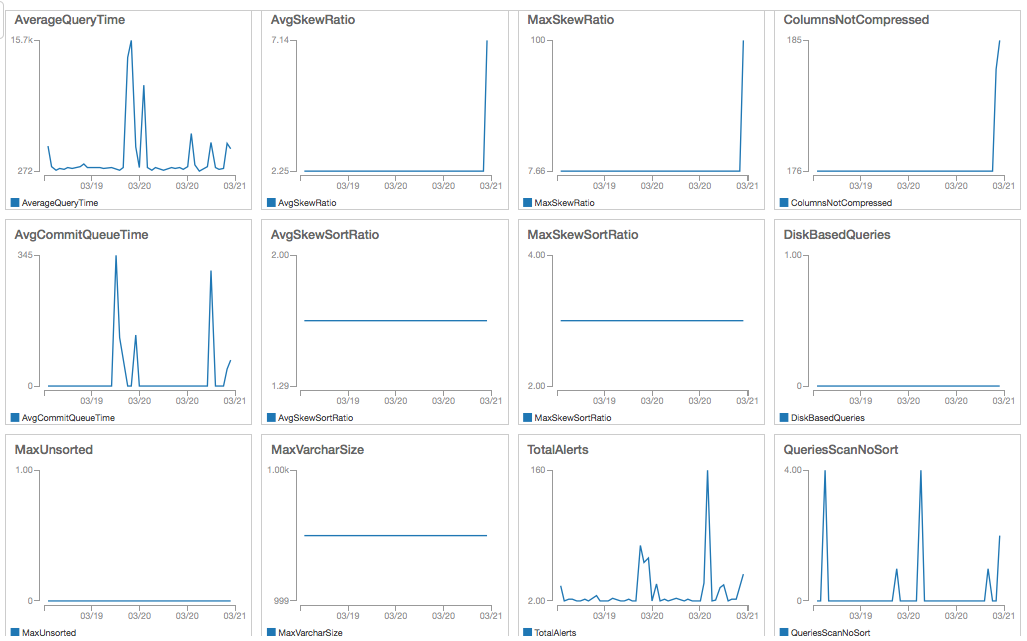 AverageQueryTime
15.7k
272
03/19 03/20 03/20 03/21
AverageQueryTime
AvgSkewRatio
7.14
2.25
03/19 03/20 03/20 03/21
AvgSkewRatio
MaxSkewRatio
100
7.66
03/19 03/20 03/20 03/21
MaxSkewRatio
ColumnsNotCompressed
185
176
03/19 03/20 03/20 03/21
ColumnsNotCompressed
AvgCommitQueueTime
345
0
03/19 03/20 03/20 03/21
AvgCommitQueueTime
AvgSkewSortRatio
2.00
1.29
03/19 03/20 03/20 03/21
AvgSkewSortRatio
MaxSkewSortRatio
4.00
2.00
03/19 03/20 03/20 03/21
MaxSkewSortRatio
DiskBasedQueries
1.00
0
03/19 03/20 03/20 03/21
DiskBasedQueries
MaxUnsorted
1.00
0
03/19 03/20 03/20 03/21
MaxUnsorted
MaxVarcharSize
1.00k
999
03/19 03/20 03/20 03/21
MaxVarcharSize
TotalAlerts
160
2.00
03/19 03/20 03/20 03/21
TotalAlerts
QueriesScanNoSort
4.00
0
03/19 03/20 03/20 03/21
QueriesScanNoSort